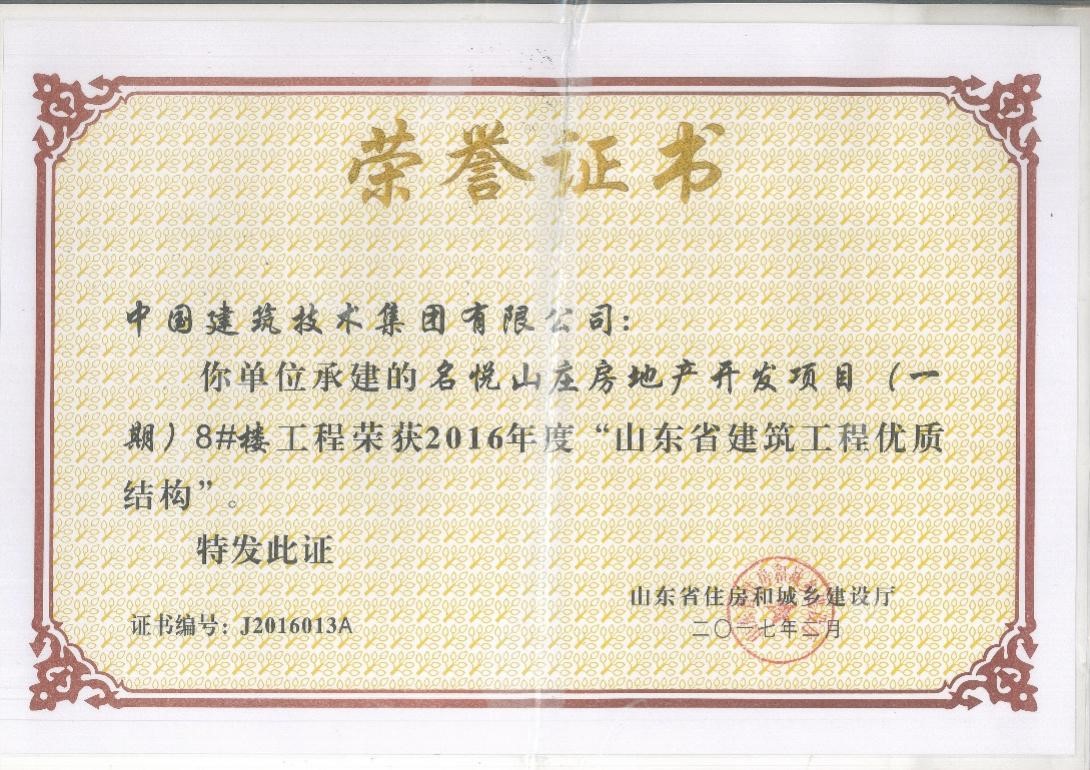 荣誉证书
中国建筑技术集团有限公司：
你单位承建的名悦山庄房地产开发项目（一
期）8#楼工程荣获2016年度“山东省建筑工程优质
结构”。
特发此证
山东省住房和城乡建设厅
证书编号：J2016013A
二〇一七年二月